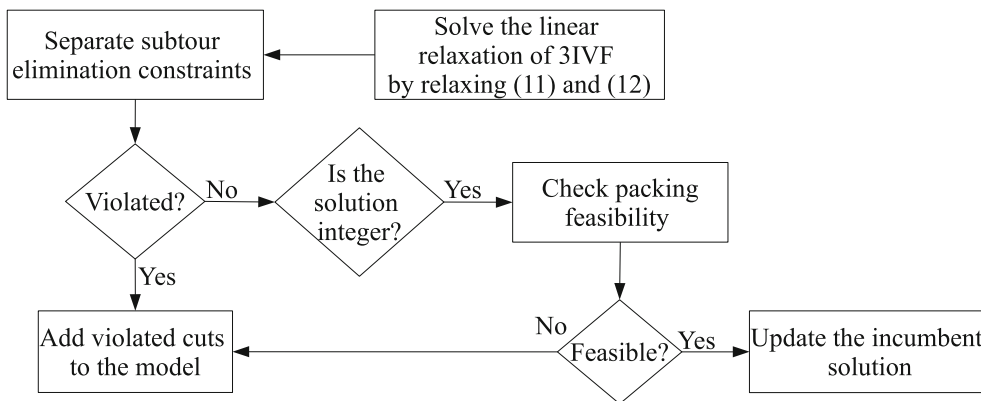 Separate subtour
elimination constraints
Solve the linear
relaxation of 3IVF
by relaxing (11) and (12)
Violated?
No
Is the
solution
integer?
Yes
Check packing
feasibility
Yes
Add violated cuts
to the model
No
Feasible?
Yes
Update the incumbent
solution